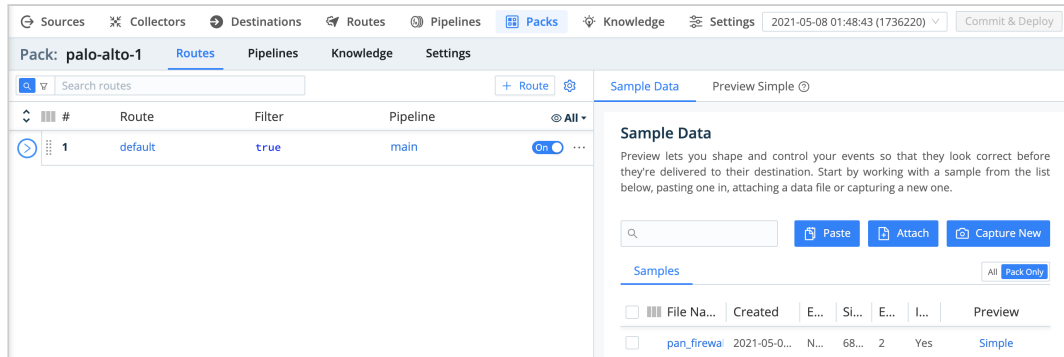 Sources Collectors Destinations Routes Pipelines Packs Knowledge Settings 2021-05-08 01:48:43 (1736220) Commit & Deploy
Pack: palo-alto-1 Routes Pipelines Knowledge Settings
Search routes + Route
# Route Filter Pipeline All
1 default true main On ...
Sample Data Preview Simple
Sample Data
Preview lets you shape and control your events so that they look correct before
they're delivered to their destination. Start by working with a sample from the list
below, pasting one in, attaching a data file or capturing a new one.
Paste Attach Capture New
Samples All Pack Only
File Na... Created E... Si... E... I... Preview
pan_firewal 2021-05-0... N... 68... 2 Yes Simple